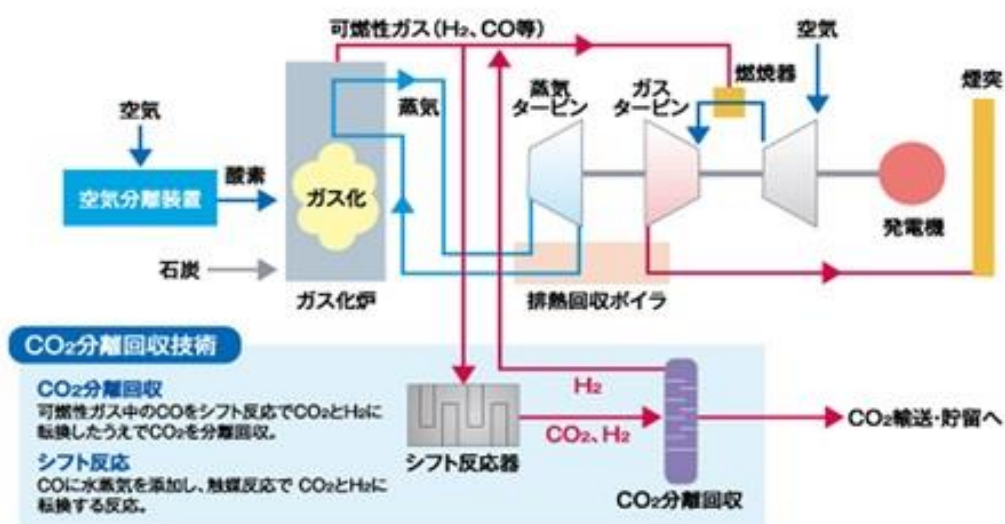 可燃性ガス(H₂、CO等)
空気
燃焼器
煙突
蒸気
蒸気
タービン
ガス
タービン
空気
酸素
空気分離装置
ガス化
発電機
石炭
ガス化炉
排熱回収ボイラ
CO₂分離回収技術
CO₂分離回収
可燃性ガス中のCOをシフト反応でCO₂とH₂に
転換したうえでCO₂を分離回収。
シフト反応
COに水蒸気を添加し、触媒反応で CO₂とH₂に
転換する反応。
H₂
CO₂、H₂
シフト反応器
CO₂分離回収
CO₂輸送・貯留へ